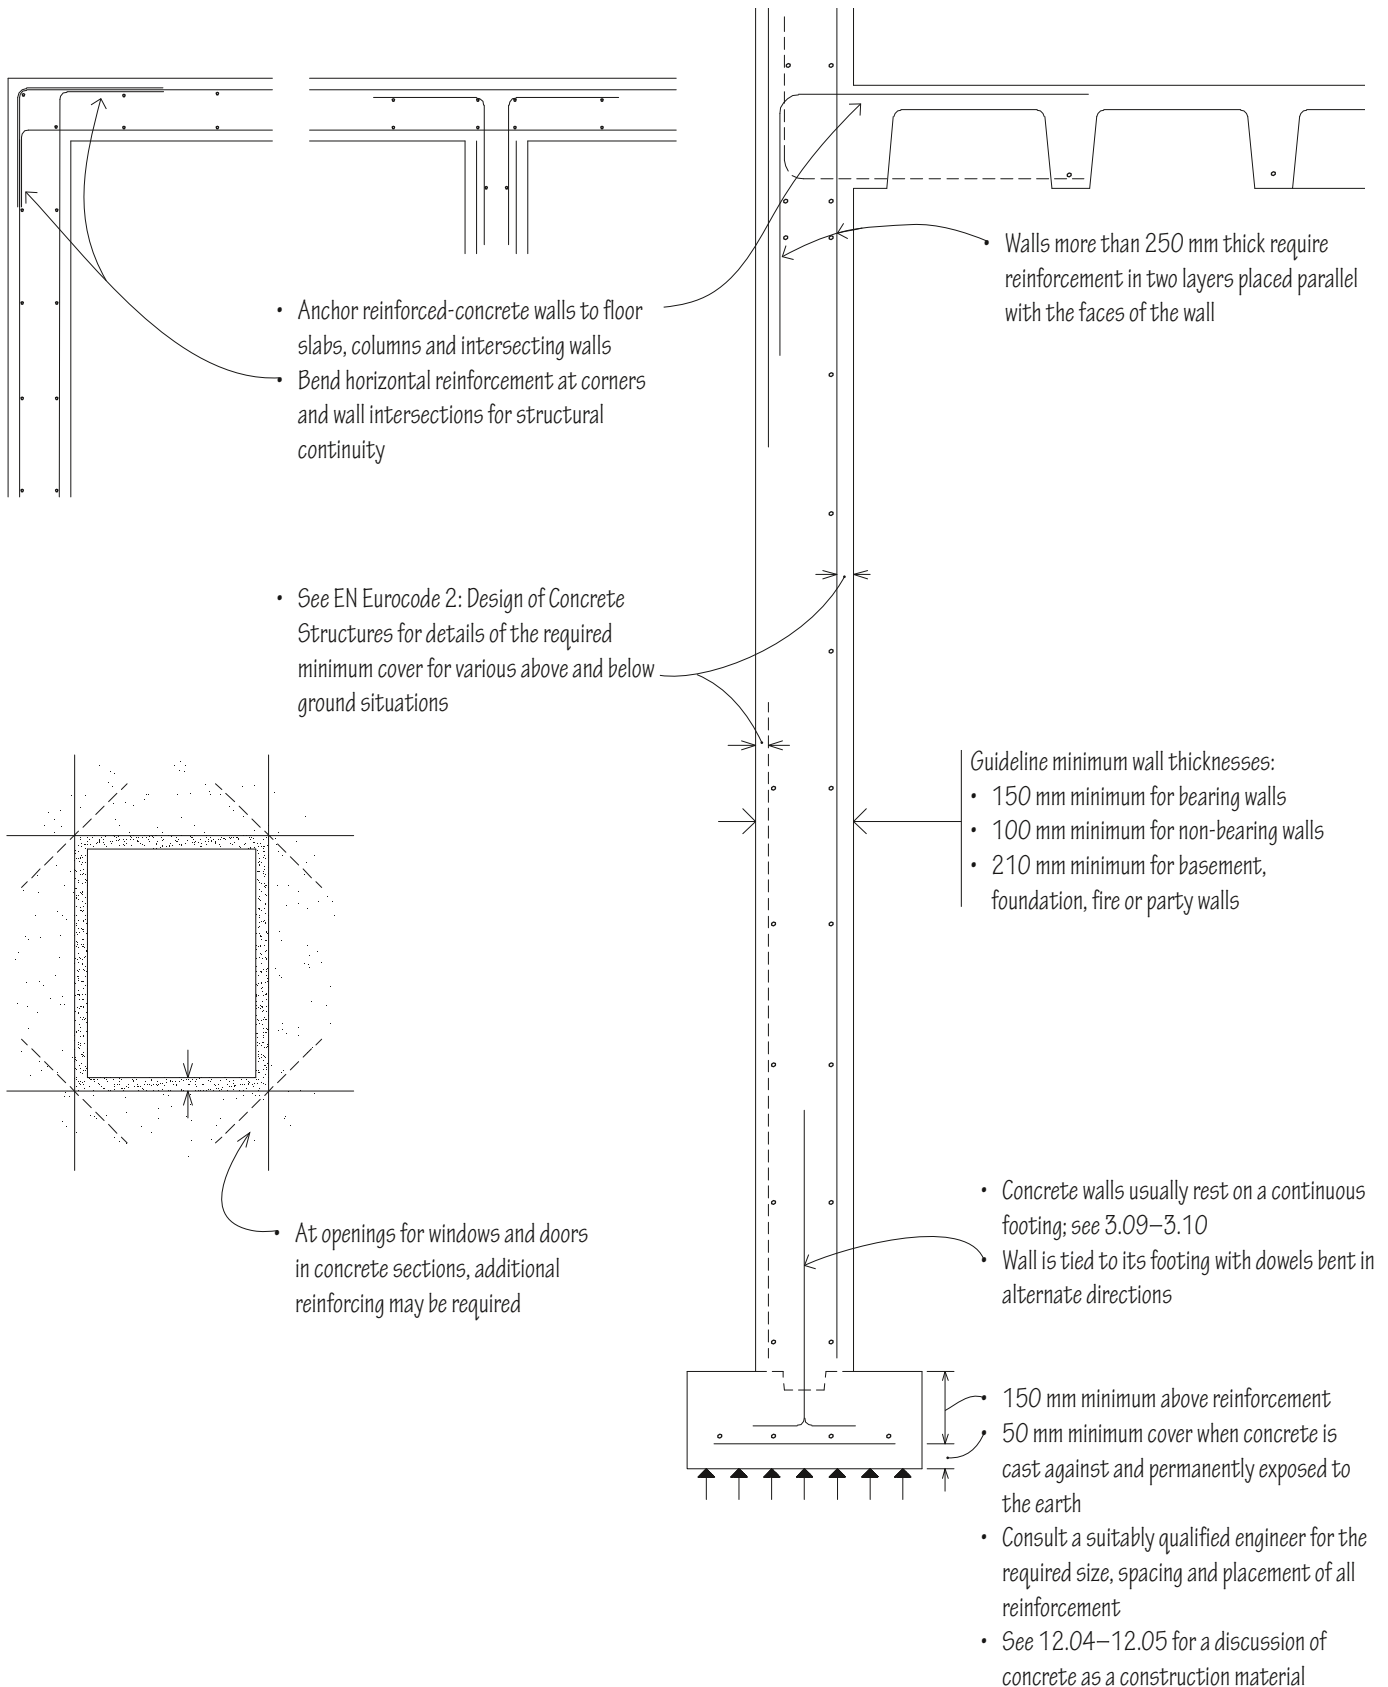 • Walls more than 250 mm thick require
reinforcement in two layers placed parallel
with the faces of the wall
• Anchor reinforced-concrete walls to floor
slabs, columns and intersecting walls
• Bend horizontal reinforcement at corners
and wall intersections for structural
continuity
• See EN Eurocode 2: Design of Concrete
Structures for details of the required
minimum cover for various above and below
ground situations
Guideline minimum wall thicknesses:
• 150 mm minimum for bearing walls
• 100 mm minimum for non-bearing walls
• 210 mm minimum for basement,
foundation, fire or party walls
• At openings for windows and doors
in concrete sections, additional
reinforcing may be required
• Concrete walls usually rest on a continuous
footing; see 3.09–3.10
• Wall is tied to its footing with dowels bent in
alternate directions
• 150 mm minimum above reinforcement
• 50 mm minimum cover when concrete is
cast against and permanently exposed to
the earth
• Consult a suitably qualified engineer for the
required size, spacing and placement of all
reinforcement
• See 12.04–12.05 for a discussion of
concrete as a construction material